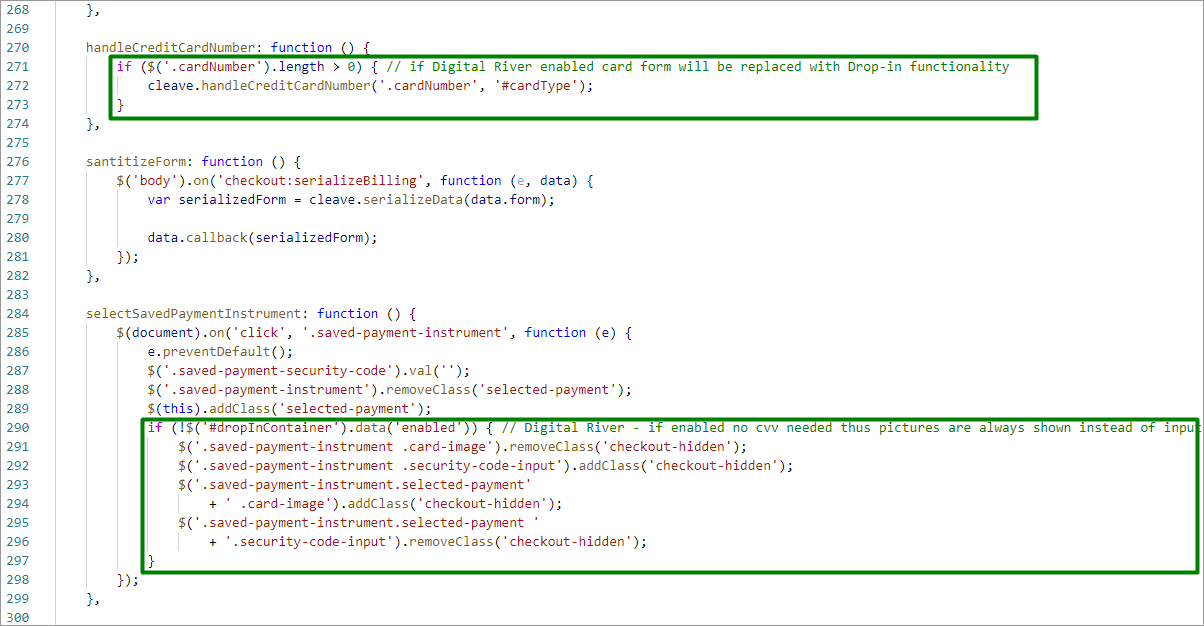 268 },
269
270 handleCreditCardNumber: function () {
271 if ($('.cardNumber').length > 0) { // if Digital River enabled card form will be replaced with Drop-in functionality
272 cleave.handleCreditCardNumber('.cardNumber', '#cardType');
273 }
274 },
275
276 santitizeForm: function () {
277 $('body').on('checkout:serializeBilling', function (e, data) {
278 var serializedForm = cleave.serializeData(data.form);
279
280 data.callback(serializedForm);
281 });
282 },
283
284 selectSavedPaymentInstrument: function () {
285 $(document).on('click', '.saved-payment-instrument', function (e) {
286 e.preventDefault();
287 $('.saved-payment-security-code').val('');
288 $('.saved-payment-instrument').removeClass('selected-payment');
289 $(this).addClass('selected-payment');
290 if (!$('#dropInContainer').data('enabled')) { // Digital River - if enabled no cvv needed thus pictures are always shown instead of inpu
291 $('.saved-payment-instrument .card-image').removeClass('checkout-hidden');
292 $('.saved-payment-instrument .security-code-input').addClass('checkout-hidden');
293 $('.saved-payment-instrument.selected-payment'
294 + ' .card-image').addClass('checkout-hidden');
295 $('.saved-payment-instrument.selected-payment '
296 + '.security-code-input').removeClass('checkout-hidden');
297 }
298 });
299 },
300